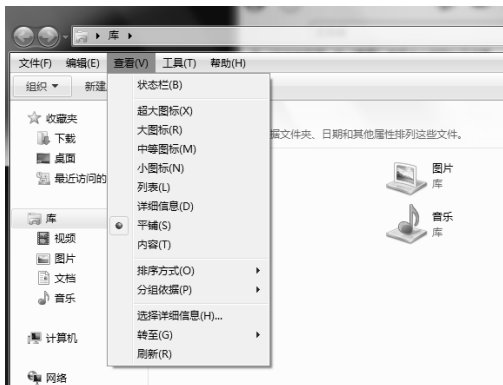 库
文件(F) 编辑(E) 查看(V) 工具(T) 帮助(H)
组织 新建
状态栏(B)
超大图标(X)
大图标(R)
中等图标(M)
小图标(N)
列表(L)
详细信息(D)
平铺(S)
内容(T)
排序方式(O)
分组依据(P)
选择详细信息(H)...
转至(G)
刷新(R)
收藏夹
下载
桌面
最近访问的
库
视频
图片
文档
音乐
计算机
网络
据文件夹、日期和其他属性排列这些文件。
图片
库
音乐
库